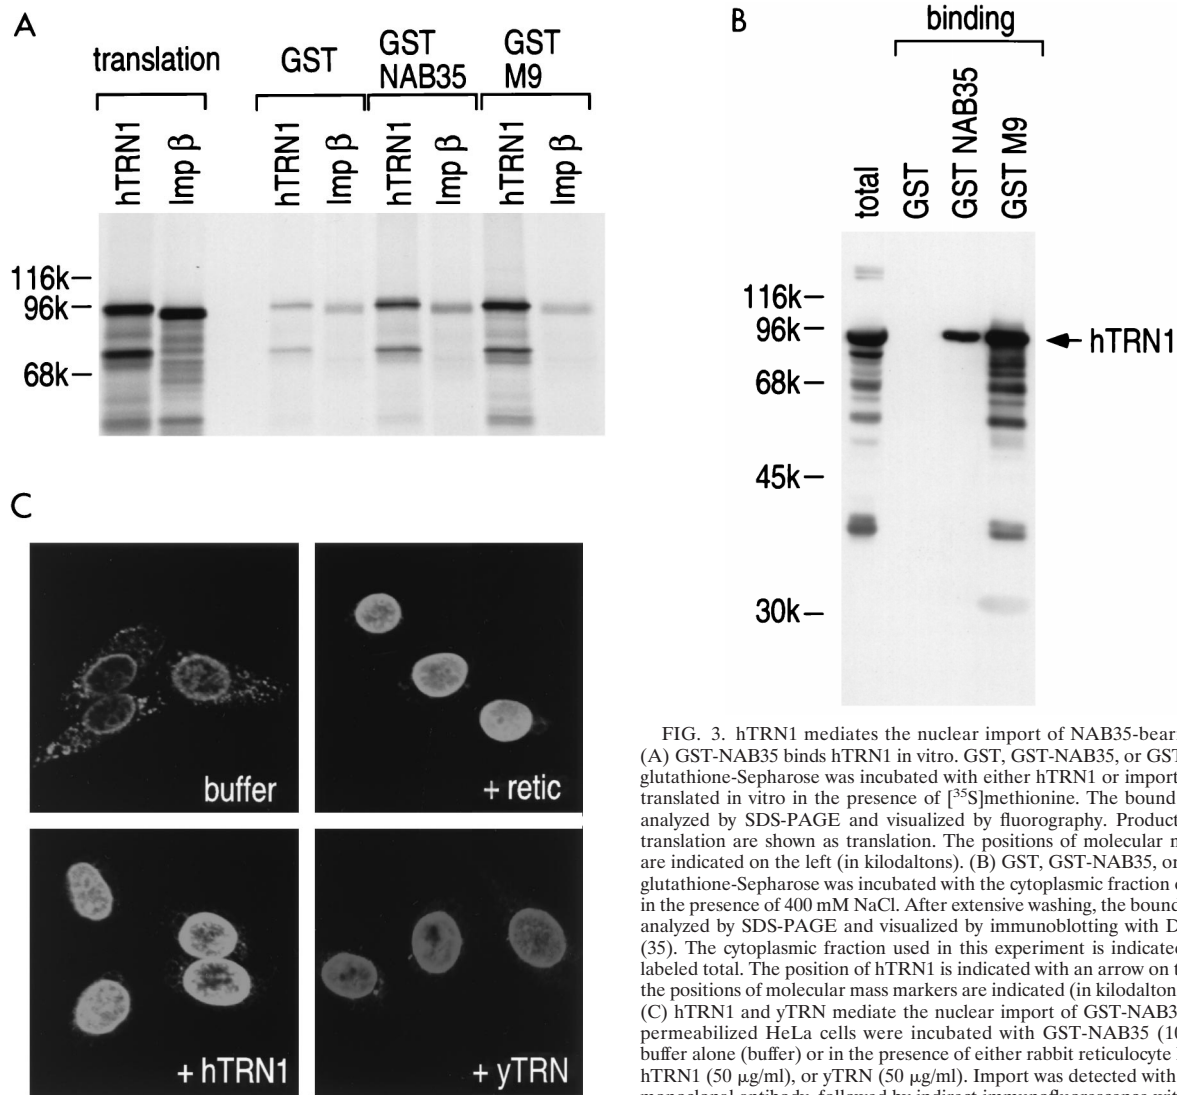 A
translation
GST
GST
NAB35
GST
M9
hTRN1
Imp β
hTRN1
Imp β
hTRN1
Imp β
hTRN1
Imp β
116k
96k
68k
B
binding
total
GST
GST NAB35
GST M9
116k
96k
68k
45k
30k
hTRN1
C
buffer
+ retic
+ hTRN1
+ yTRN
FIG. 3. hTRN1 mediates the nuclear import of NAB35-beari
(A) GST-NAB35 binds hTRN1 in vitro. GST, GST-NAB35, or GST
glutathione-Sepharose was incubated with either hTRN1 or import
translated in vitro in the presence of [35S]methionine. The bound
analyzed by SDS-PAGE and visualized by fluorography. Product
translation are shown as translation. The positions of molecular m
are indicated on the left (in kilodaltons). (B) GST, GST-NAB35, or
glutathione-Sepharose was incubated with the cytoplasmic fraction o
in the presence of 400 mM NaCl. After extensive washing, the bound
analyzed by SDS-PAGE and visualized by immunoblotting with D
(35). The cytoplasmic fraction used in this experiment is indicated
labeled total. The position of hTRN1 is indicated with an arrow on t
the positions of molecular mass markers are indicated (in kilodalton
(C) hTRN1 and yTRN mediate the nuclear import of GST-NAB3
permeabilized HeLa cells were incubated with GST-NAB35 (10
buffer alone (buffer) or in the presence of either rabbit reticulocyte
hTRN1 (50 μg/ml), or yTRN (50 μg/ml). Import was detected with
monoclonal antibody, followed by indirect immunofluorescence wit